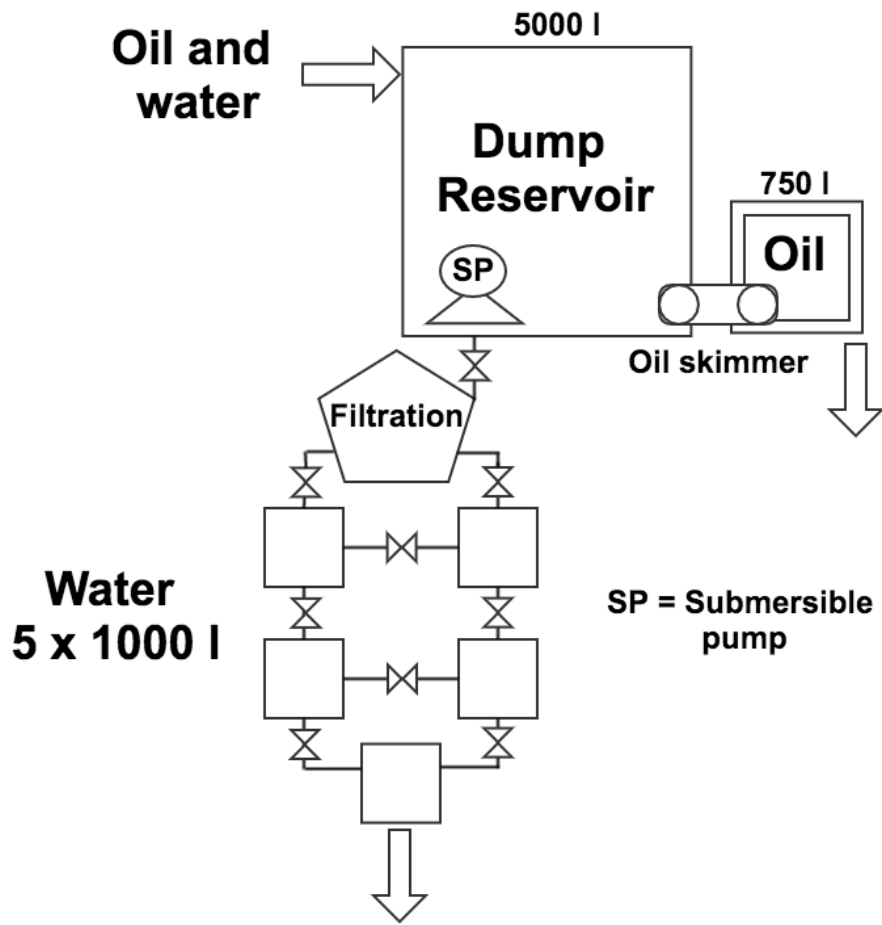 5000 l
Oil and
water
Dump
Reservoir
750 l
Oil
SP
Oil skimmer
Filtration
Water
5 x 1000 l
SP = Submersible
pump